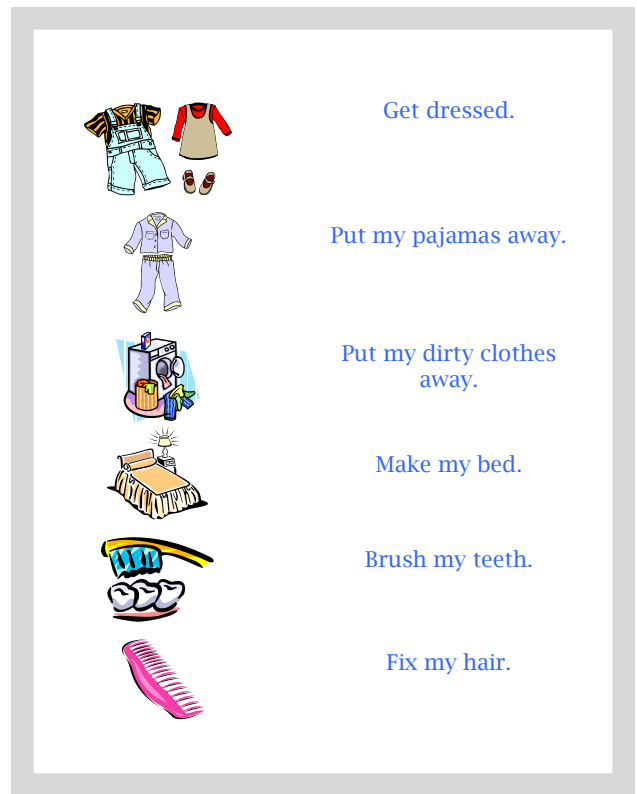 Get dressed.
Put my pajamas away.
Put my dirty clothes
away.
Make my bed.
Brush my teeth.
Fix my hair.